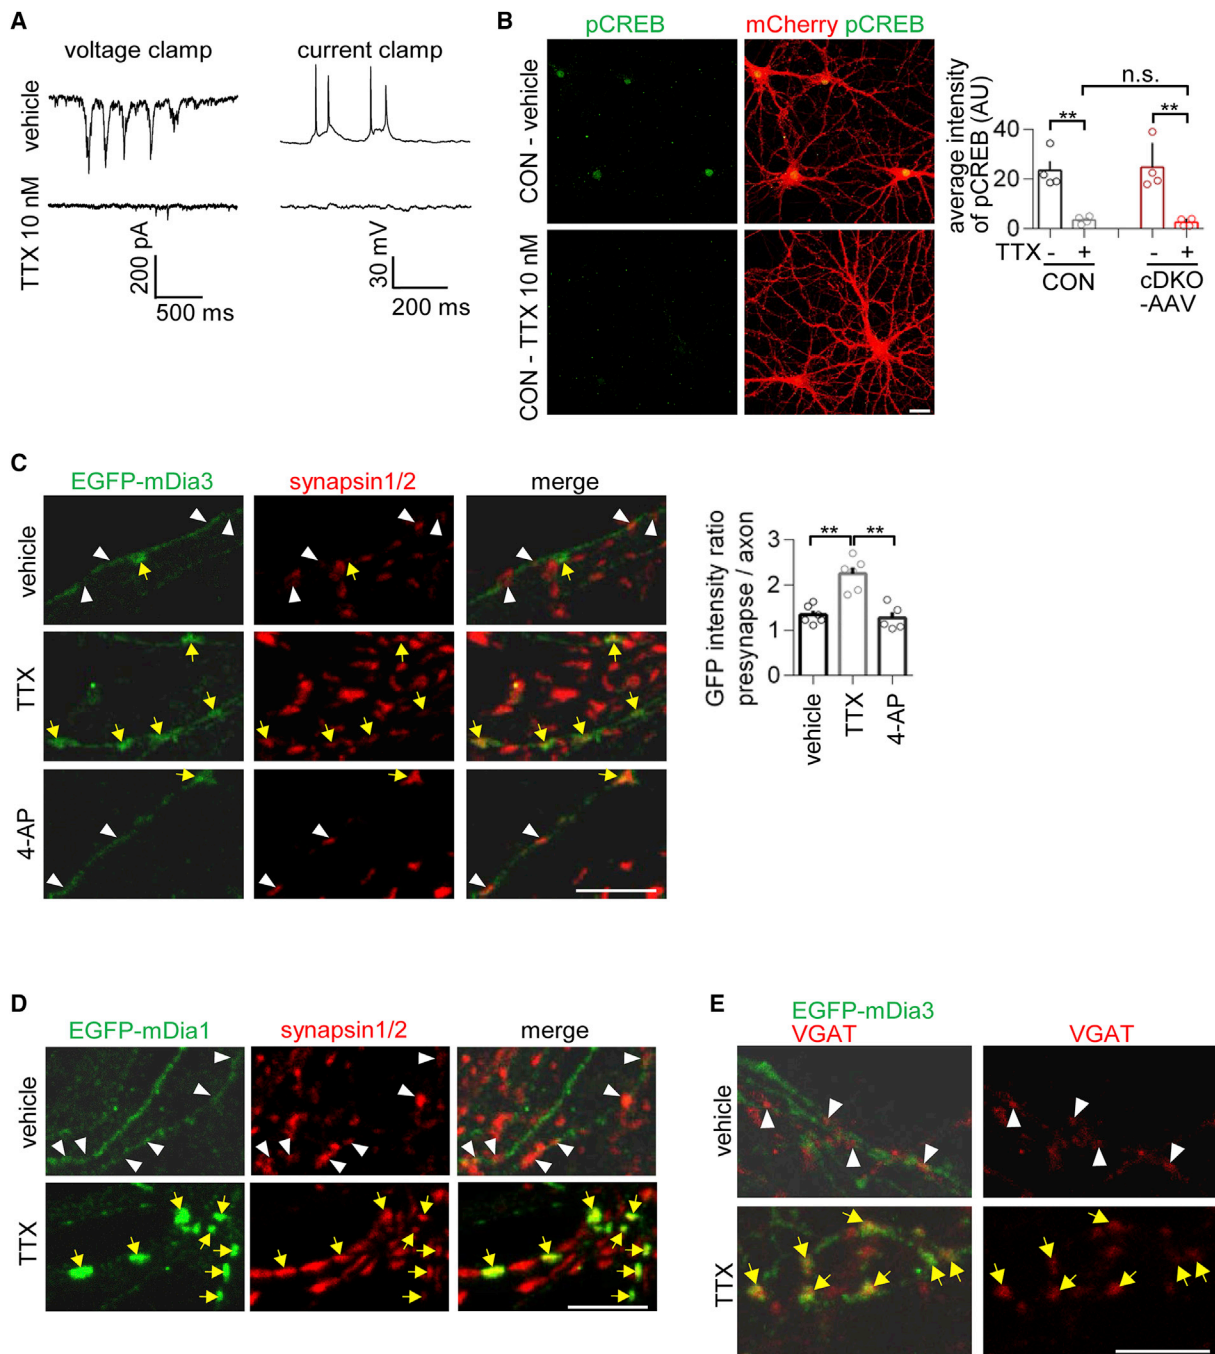 A
voltage clamp
current clamp
vehicle
TTX 10 nM
200 pA
500 ms
30 mV
200 ms
B
pCREB
mCherry pCREB
CON - vehicle
CON - TTX 10 nM
n.s.
**
**
average intensity
of pCREB (AU)
40
20
0
TTX - + - +
CON
cDKO
-AAV
C
EGFP-mDia3
synapsin1/2
merge
vehicle
TTX
4-AP
**
**
GFP intensity ratio
presynapse / axon
3
2
1
0
vehicle
TTX
4-AP
D
EGFP-mDia1
synapsin1/2
merge
vehicle
TTX
E
EGFP-mDia3
VGAT
VGAT
vehicle
TTX